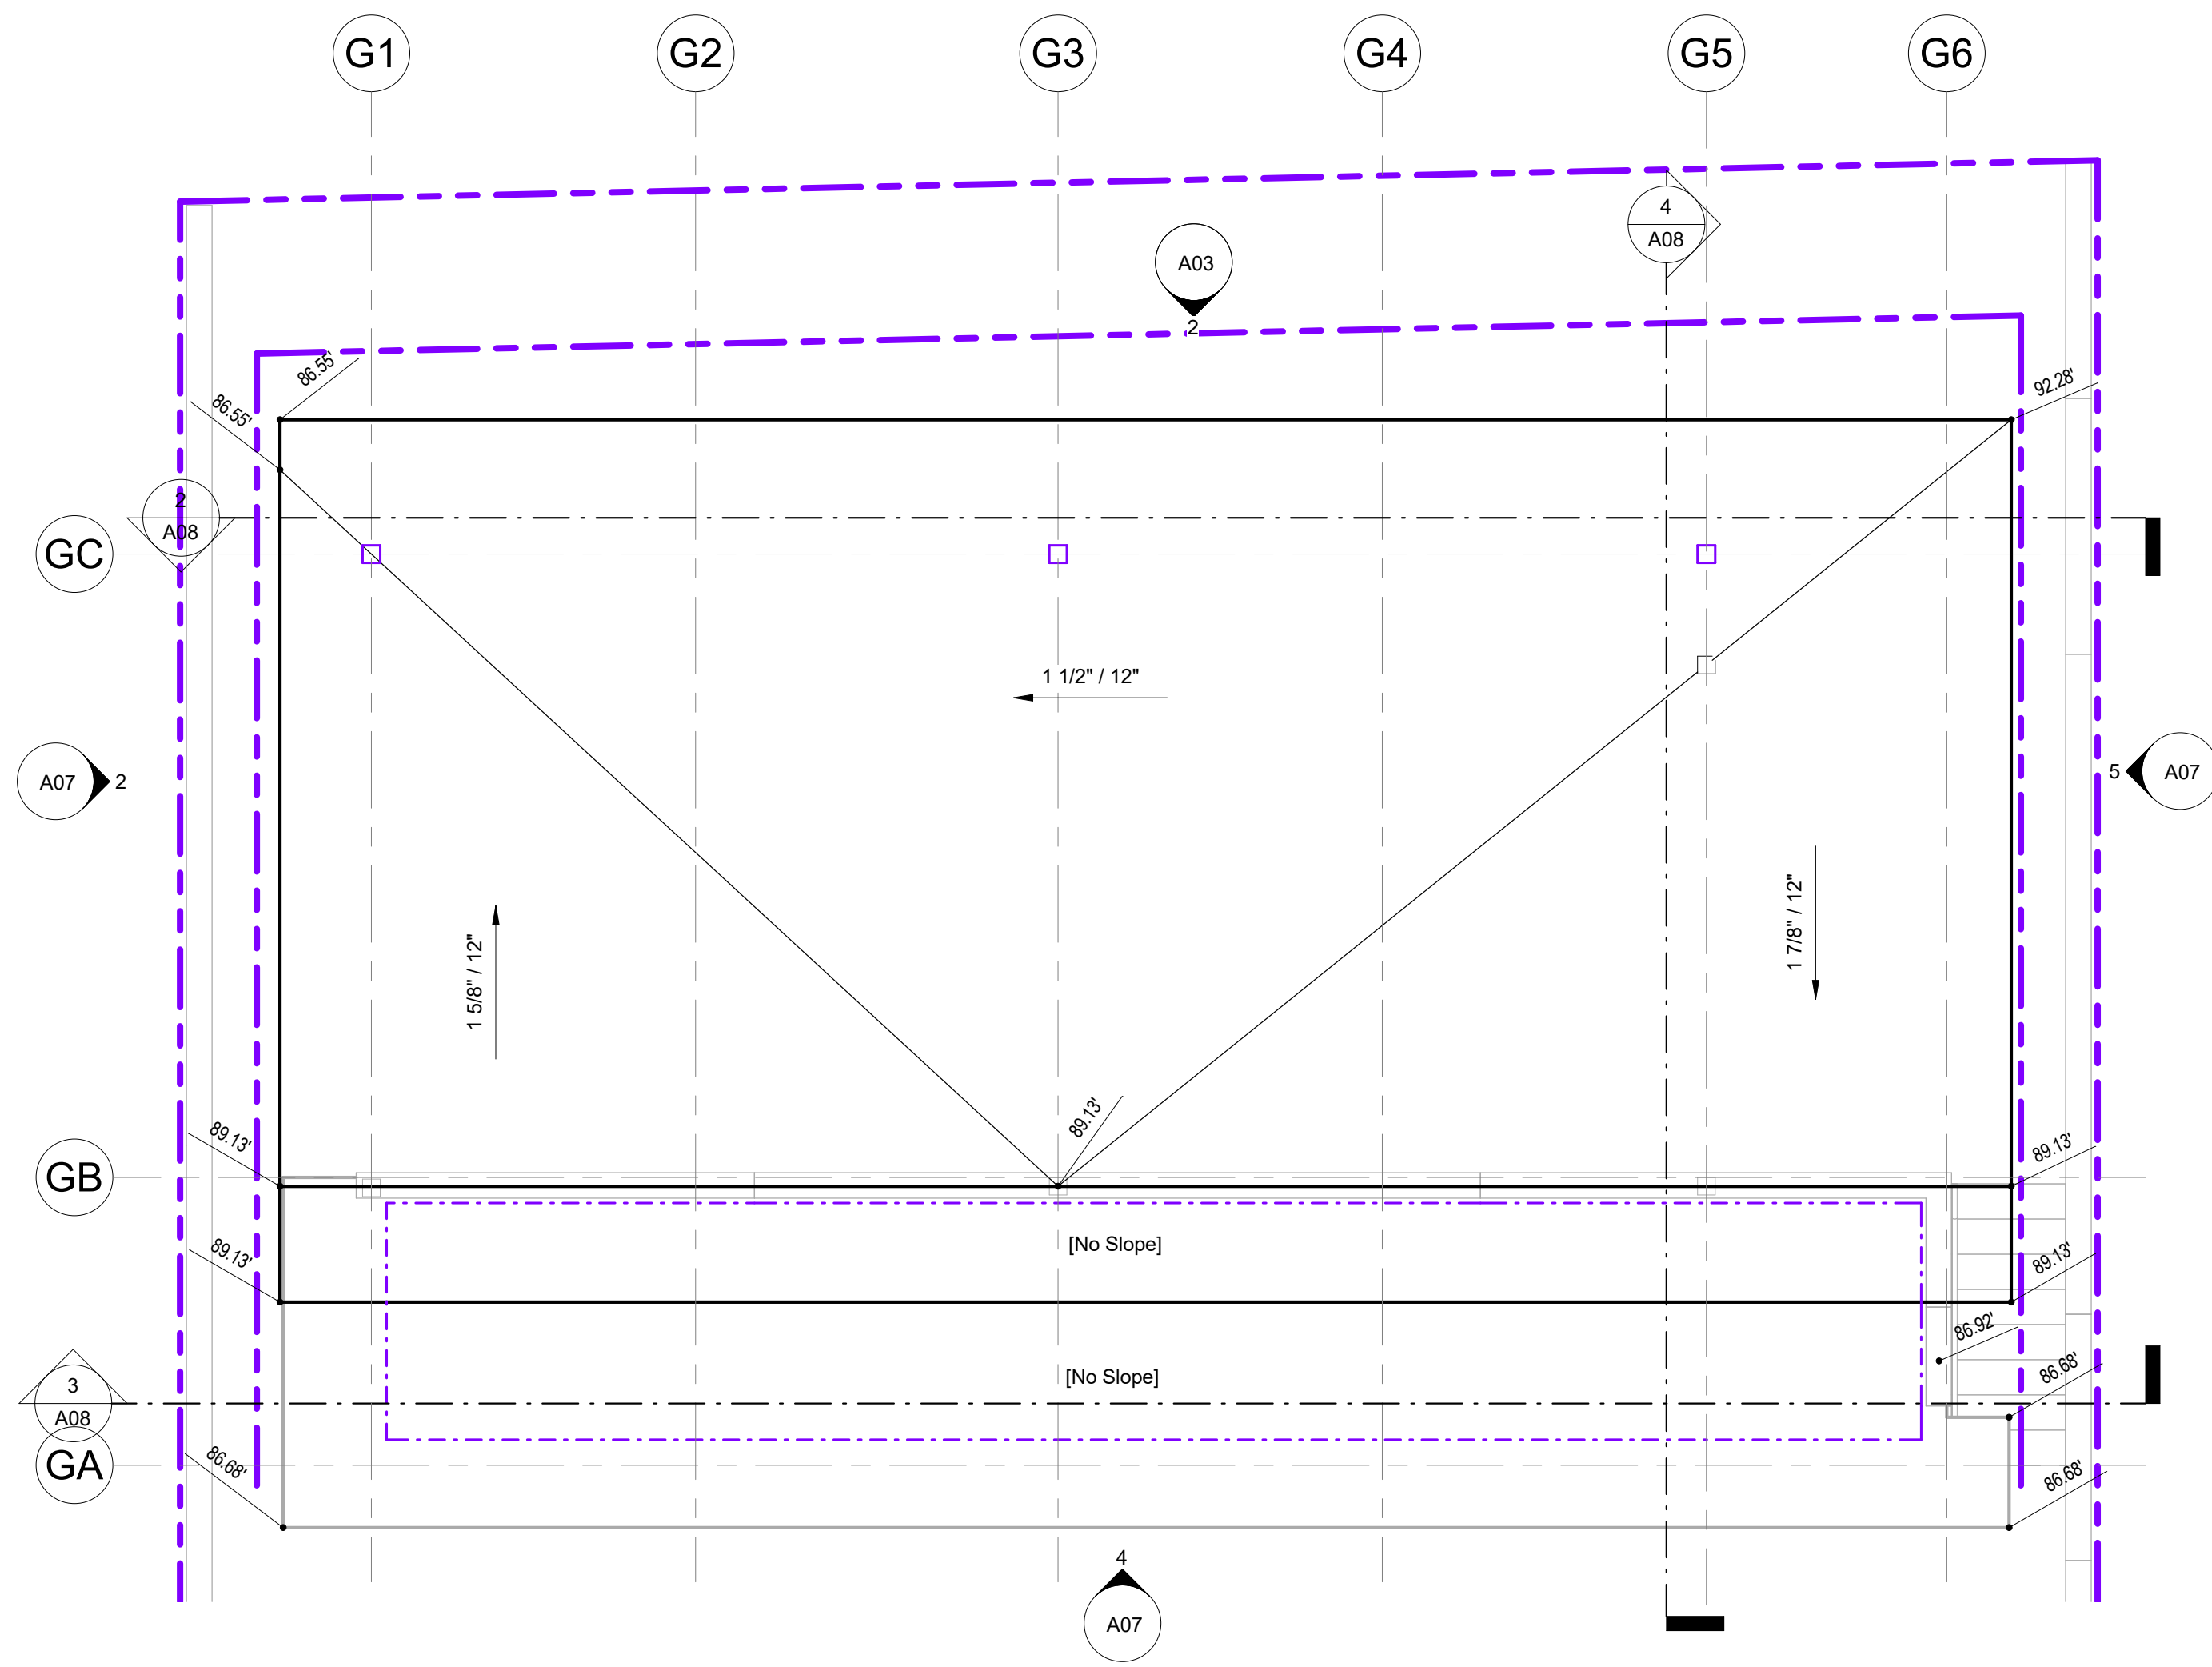 G1 G2 G3 G4 G5 G6
4
A08
A03
2
86.55'
92.28'
86.55'
2
A08
GC
1 1/2" / 12"
A07 2
5 A07
1 5/8" / 12"
1 7/8" / 12"
89.13'
89.13'
89.13'
GB
[No Slope]
89.13'
89.13'
86.92'
[No Slope]
86.68'
3
A08
GA
86.68'
86.68'
4
A07